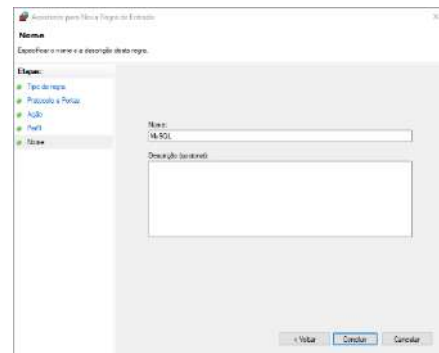 Assistente para Nova Regra de Entrada
Nome
Especificar o nome e a descrição desta regra.
Etapas:
Tipo de regra
Protocolo e Portas
Ação
Perfil
Nome
Nome:
MySQL
Descrição (opcional):
< Voltar
Concluir
Cancelar